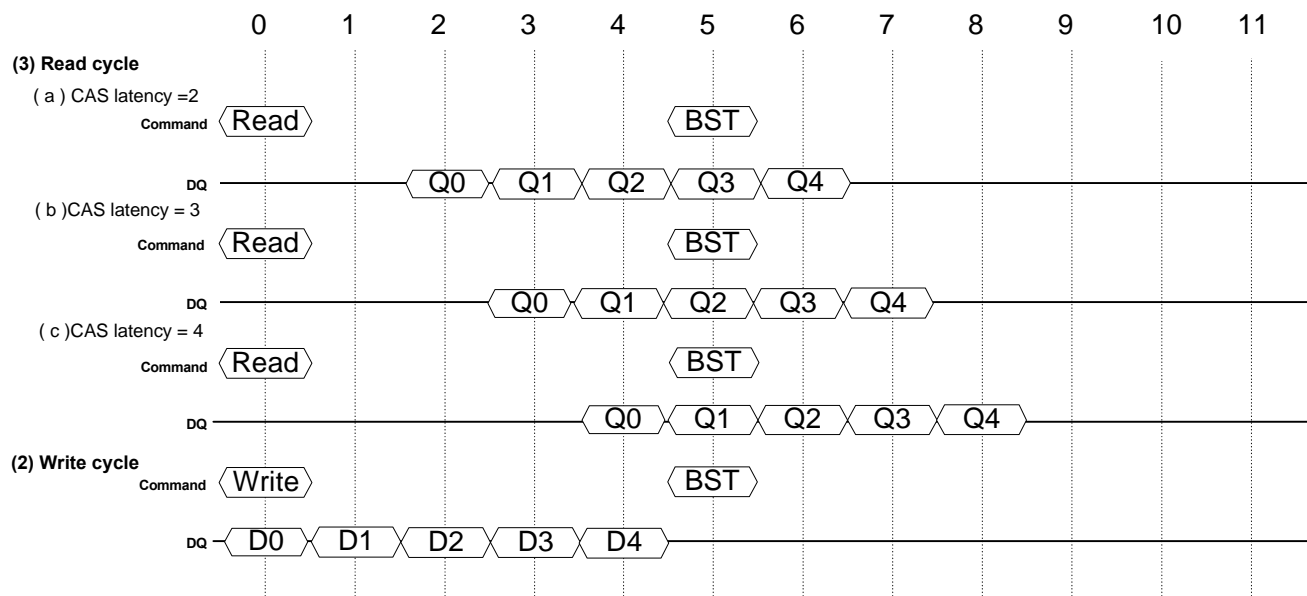 0 1 2 3 4 5 6 7 8 9 10 11
(3) Read cycle
( a ) CAS latency =2
Command Read BST
DQ Q0 Q1 Q2 Q3 Q4
( b )CAS latency = 3
Command Read BST
DQ Q0 Q1 Q2 Q3 Q4
( c )CAS latency = 4
Command Read BST
DQ Q0 Q1 Q2 Q3 Q4
(2) Write cycle
Command Write BST
DQ D0 D1 D2 D3 D4